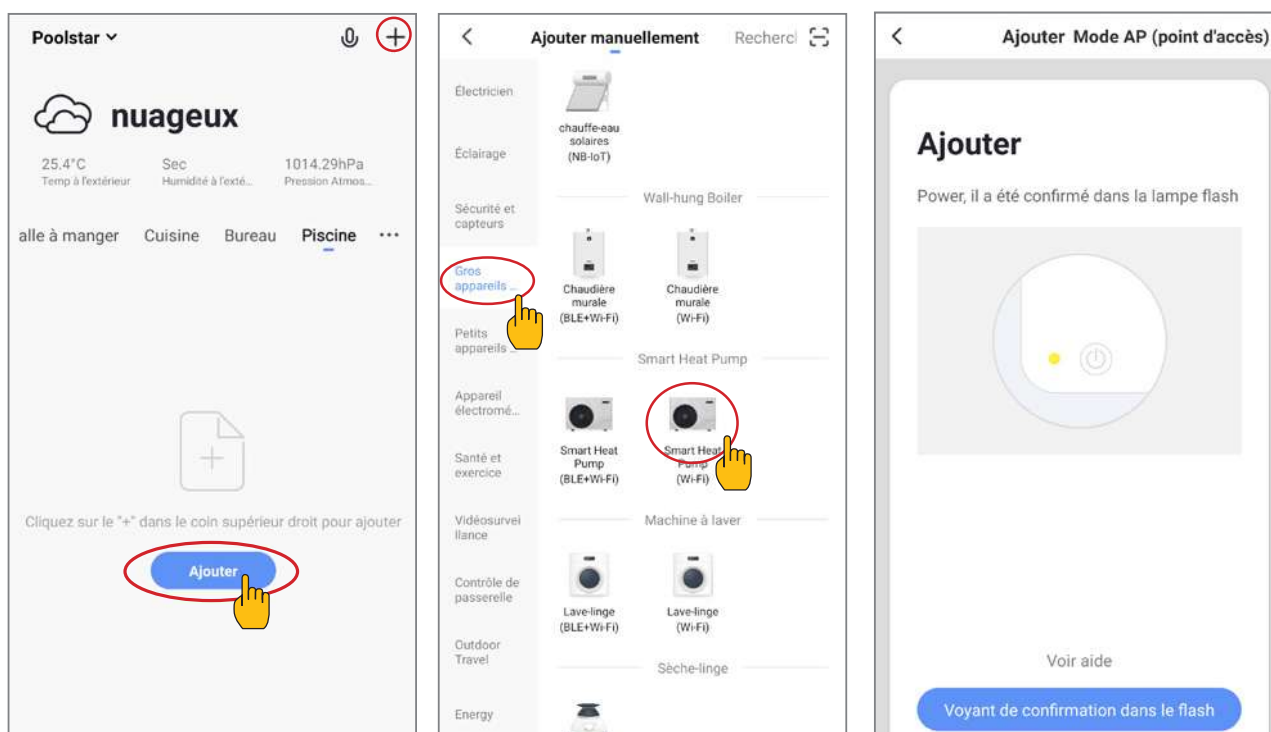 Poolstar
nuageux
25.4°C Sec 1014.29hPa
Temp à l'extérieur Humidité à l'exté... Pression Atmos...
alle à manger Cuisine Bureau Piscine ...
Cliquez sur le "+" dans le coin supérieur droit pour ajouter
Ajouter
Ajouter manuellement Recherc
Électricien
Éclairage
Sécurité et
capteurs
Gros
appareils ...
Petits
appareils ...
Appareil
électromé...
Santé et
exercice
Vidéosurvei
llance
Contrôle de
passerelle
Outdoor
Travel
Energy
chauffe-eau
solaires
(NB-IoT)
Wall-hung Boiler
Chaudière
murale
(BLE+Wi-Fi)
Chaudière
murale
(Wi-Fi)
Smart Heat Pump
Smart Heat
Pump
(BLE+Wi-Fi)
Smart Heat
Pump
(Wi-Fi)
Machine à laver
Lave-linge
(BLE+Wi-Fi)
Lave-linge
(Wi-Fi)
Sèche-linge
Ajouter Mode AP (point d'accès)
Ajouter
Power, il a été confirmé dans la lampe flash
Voir aide
Voyant de confirmation dans le flash